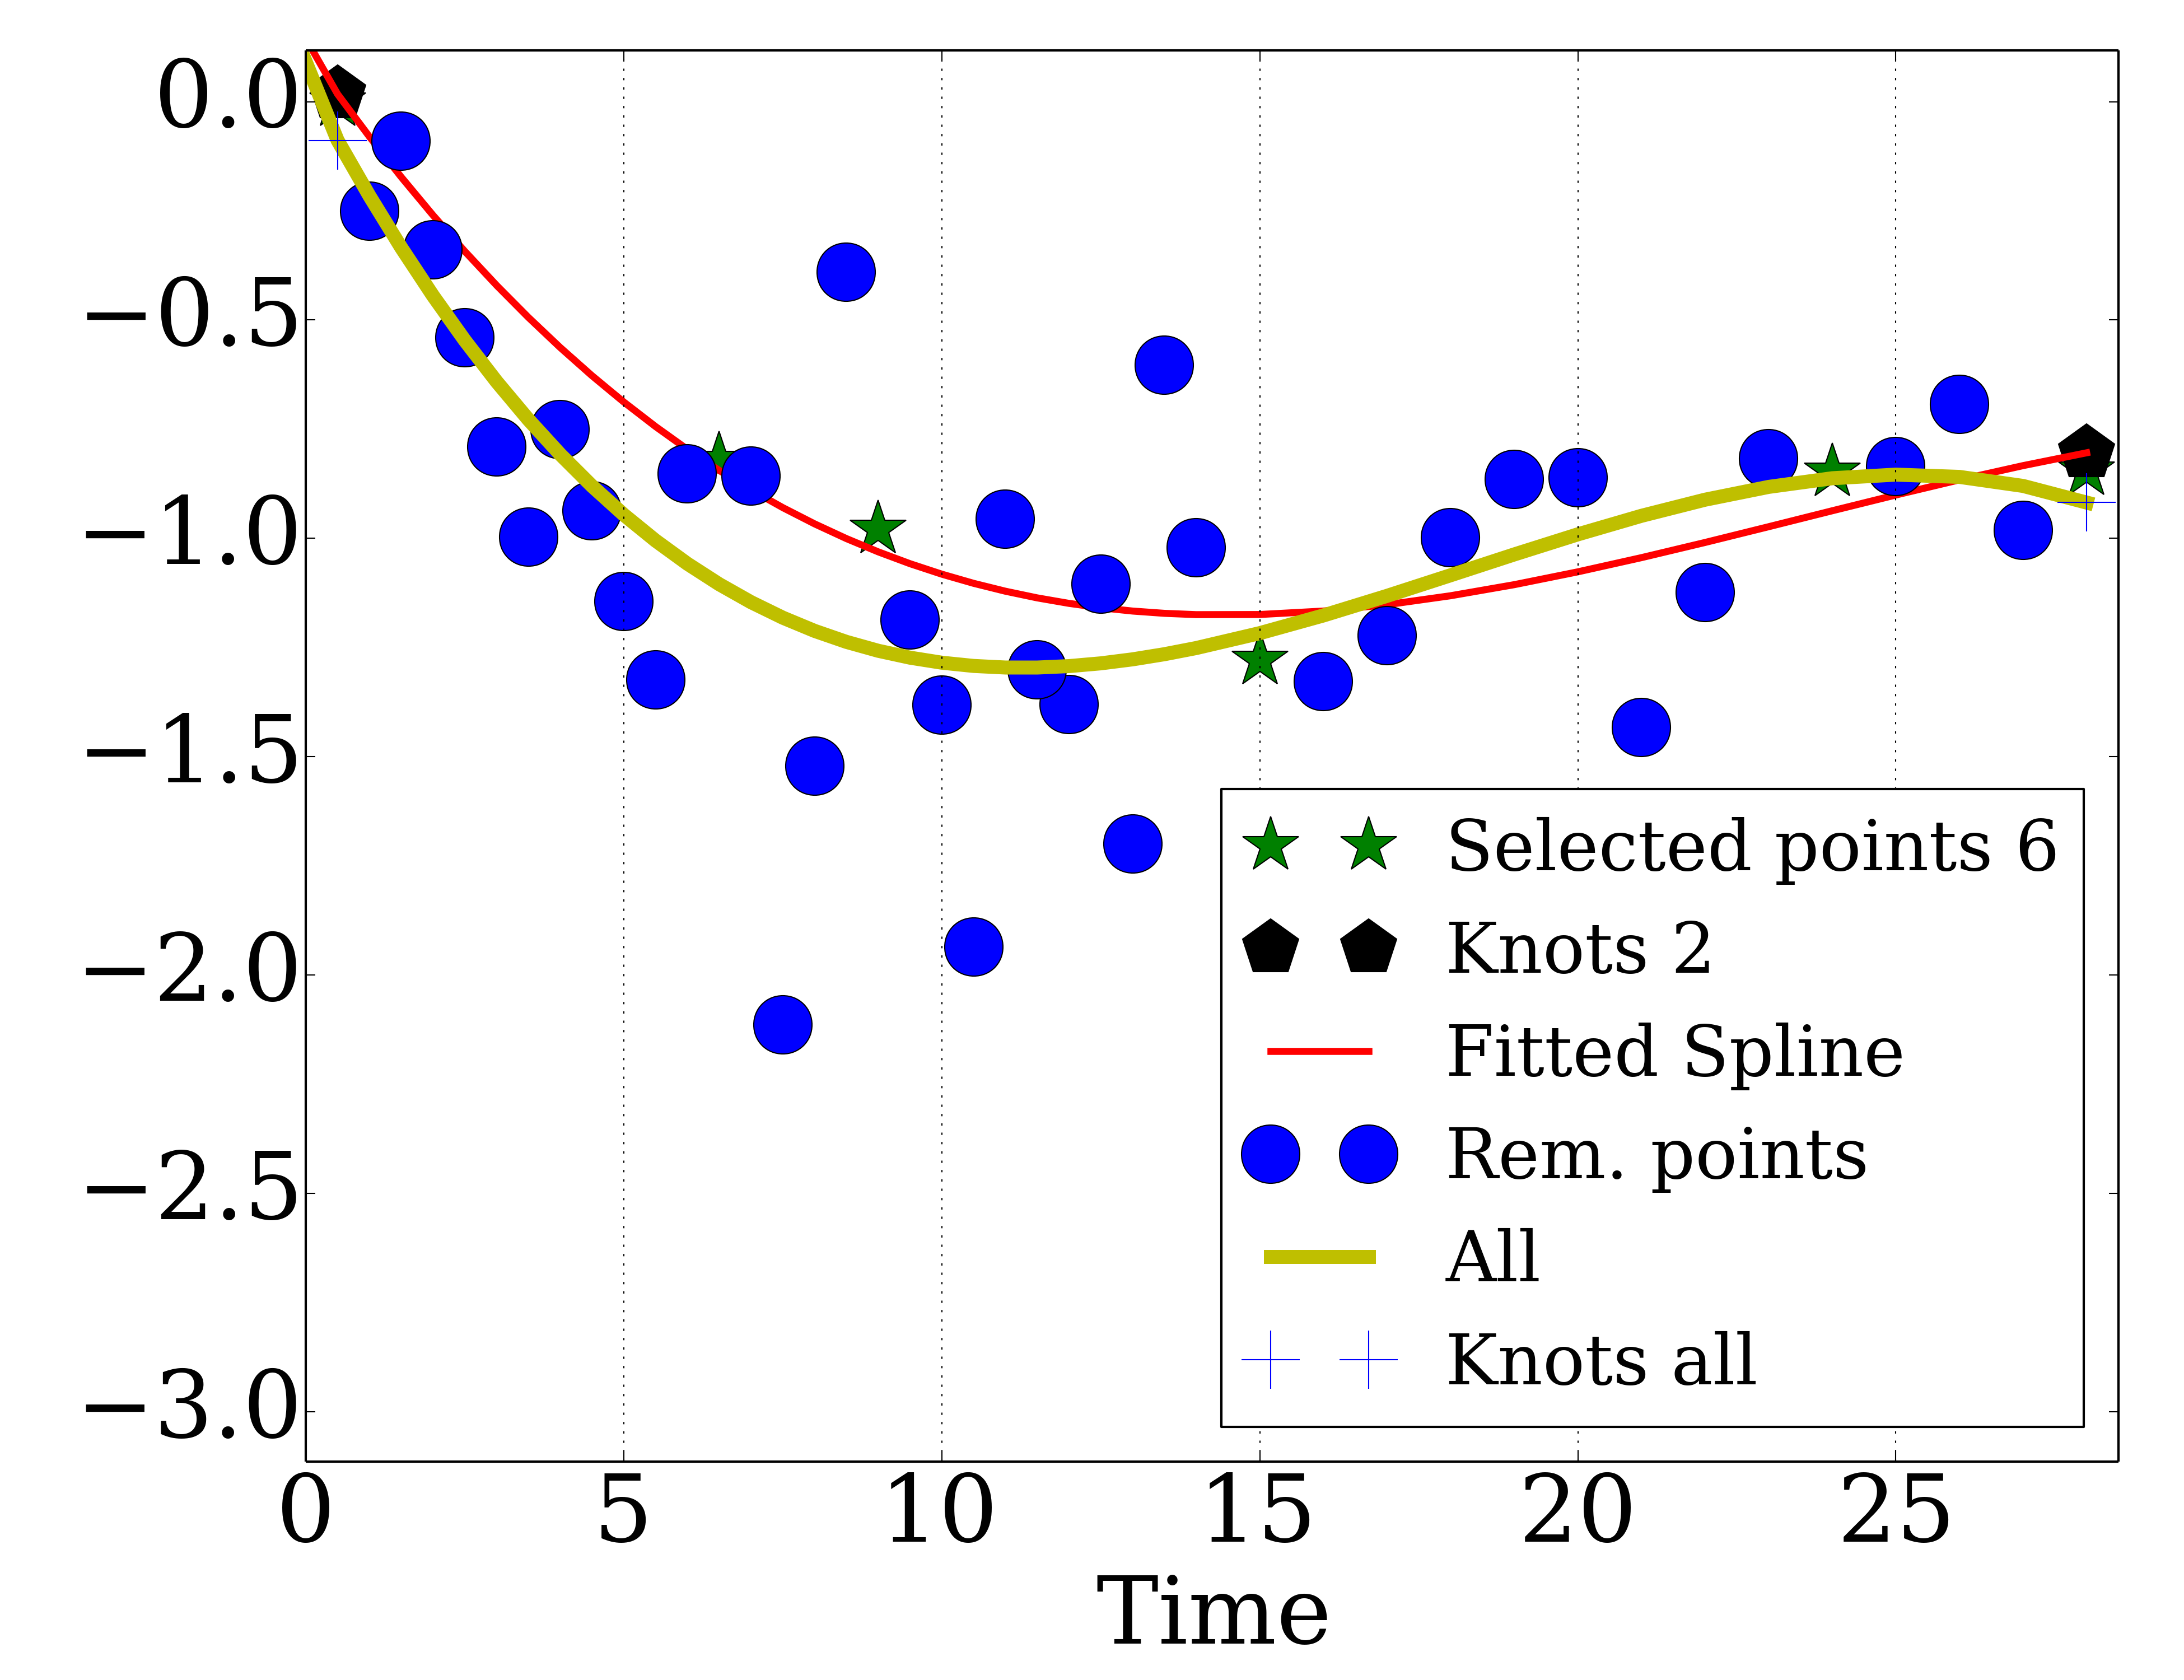 0.0
−0.5
−1.0
−1.5
−2.0
−2.5
−3.0
Selected points 6
Knots 2
Fitted Spline
Rem. points
All
Knots all
0 5 10 15 20 25
Time